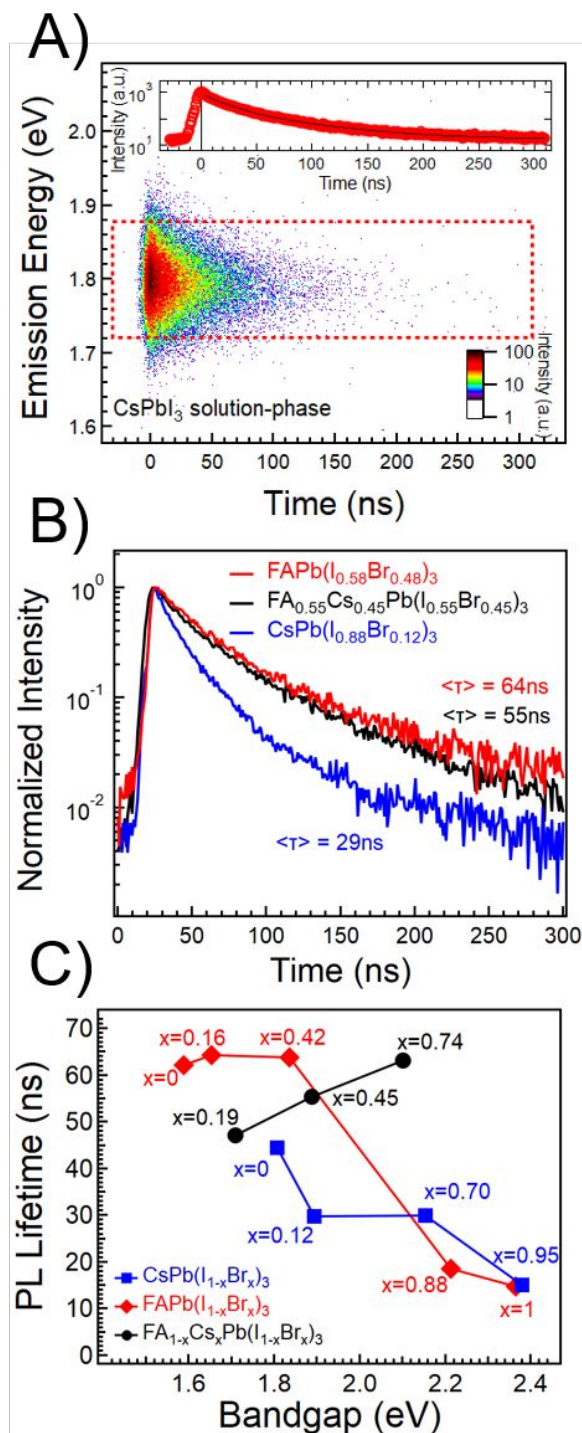 A)
Emission Energy (eV)
2.0
1.9
1.8
1.7
1.6
Intensity (a.u.)
10³
10¹
0 50 100 150 200 250 300
Time (ns)
CsPbI₃ solution-phase
100
10
1
Intensity (a.u.)
0 50 100 150 200 250 300
Time (ns)
B)
Normalized Intensity
10⁰
10⁻¹
10⁻²
FAPb(I₀.₅₈Br₀.₄₈)₃
FA₀.₅₅Cs₀.₄₅Pb(I₀.₅₅Br₀.₄₅)₃
CsPb(I₀.₈₈Br₀.₁₂)₃
<τ> = 64ns
<τ> = 55ns
<τ> = 29ns
0 50 100 150 200 250 300
Time (ns)
C)
PL Lifetime (ns)
70
60
50
40
30
20
10
0
x=0.16
x=0.42
x=0.74
x=0
x=0.19
x=0.45
x=0
x=0.70
x=0.12
x=0.95
x=0.88
x=1
CsPb(I₁₋ₓBrₓ)₃
FAPb(I₁₋ₓBrₓ)₃
FA₁₋ₓCsₓPb(I₁₋ₓBrₓ)₃
1.6 1.8 2.0 2.2 2.4
Bandgap (eV)